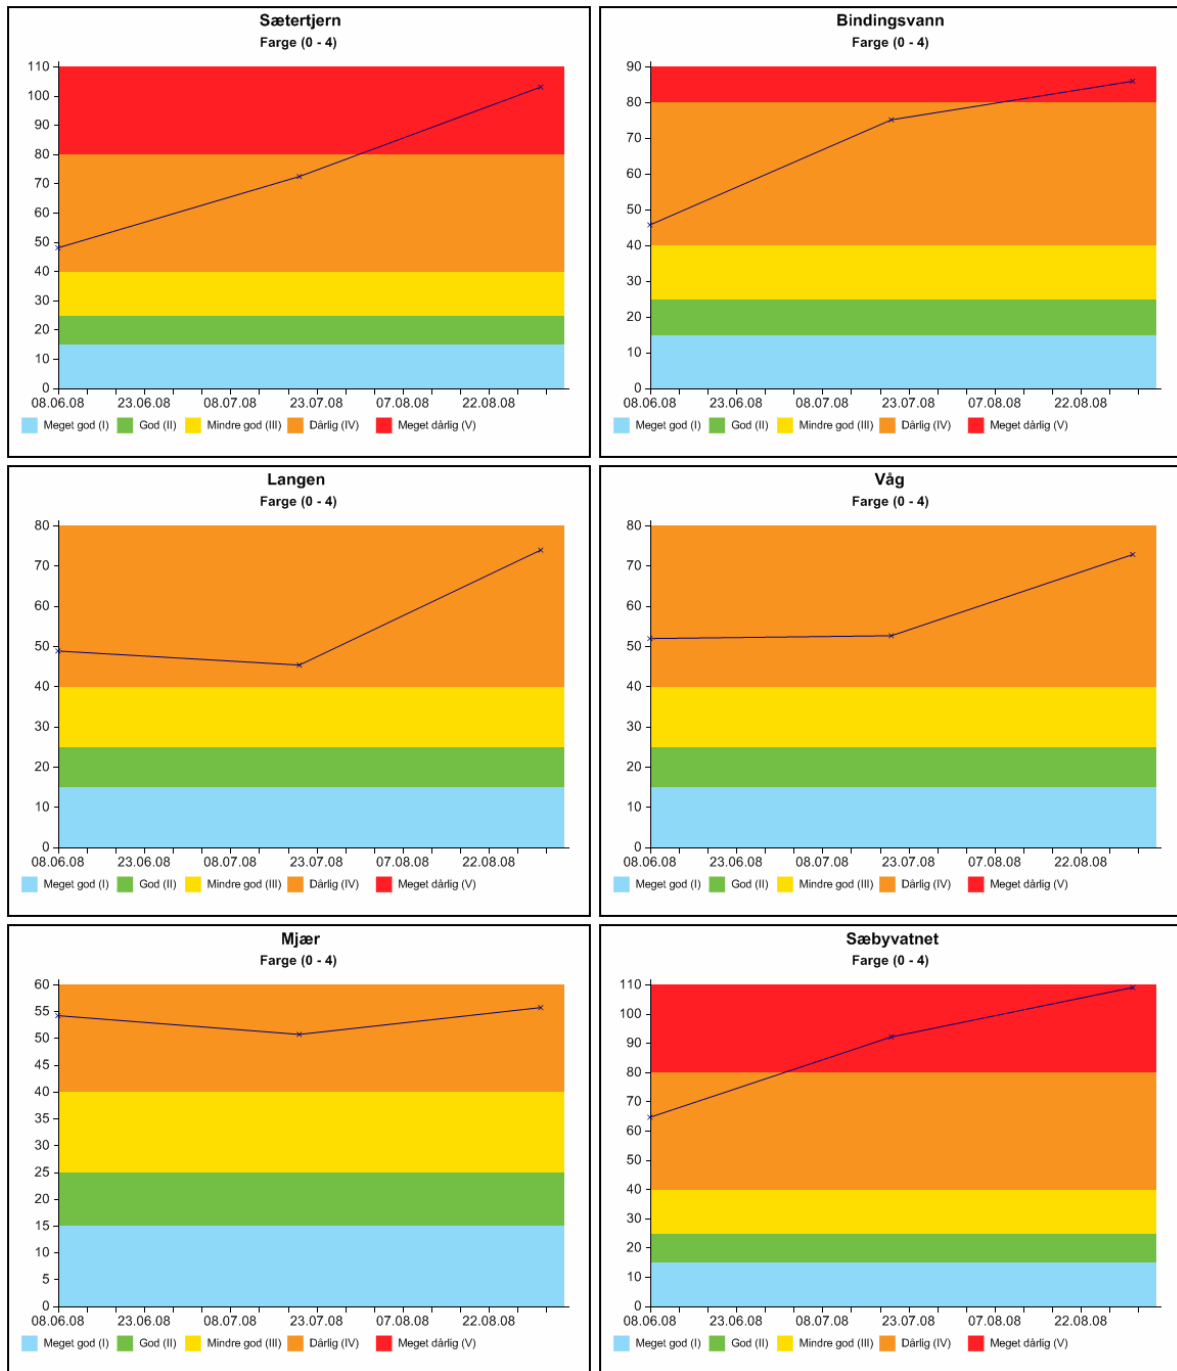 Sætertjern
Farge (0 - 4)
110
100
90
80
70
60
50
40
30
20
10
0
08.06.08 23.06.08 08.07.08 23.07.08 07.08.08 22.08.08
Meget god (I) God (II) Mindre god (III) Dårlig (IV) Meget dårlig (V)
Bindingsvann
Farge (0 - 4)
90
80
70
60
50
40
30
20
10
0
08.06.08 23.06.08 08.07.08 23.07.08 07.08.08 22.08.08
Meget god (I) God (II) Mindre god (III) Dårlig (IV) Meget dårlig (V)
Langen
Farge (0 - 4)
80
70
60
50
40
30
20
10
0
08.06.08 23.06.08 08.07.08 23.07.08 07.08.08 22.08.08
Meget god (I) God (II) Mindre god (III) Dårlig (IV) Meget dårlig (V)
Våg
Farge (0 - 4)
80
70
60
50
40
30
20
10
0
08.06.08 23.06.08 08.07.08 23.07.08 07.08.08 22.08.08
Meget god (I) God (II) Mindre god (III) Dårlig (IV) Meget dårlig (V)
Mjær
Farge (0 - 4)
60
55
50
45
40
35
30
25
20
15
10
5
0
08.06.08 23.06.08 08.07.08 23.07.08 07.08.08 22.08.08
Meget god (I) God (II) Mindre god (III) Dårlig (IV) Meget dårlig (V)
Sæbyvatnet
Farge (0 - 4)
110
100
90
80
70
60
50
40
30
20
10
0
08.06.08 23.06.08 08.07.08 23.07.08 07.08.08 22.08.08
Meget god (I) God (II) Mindre god (III) Dårlig (IV) Meget dårlig (V)